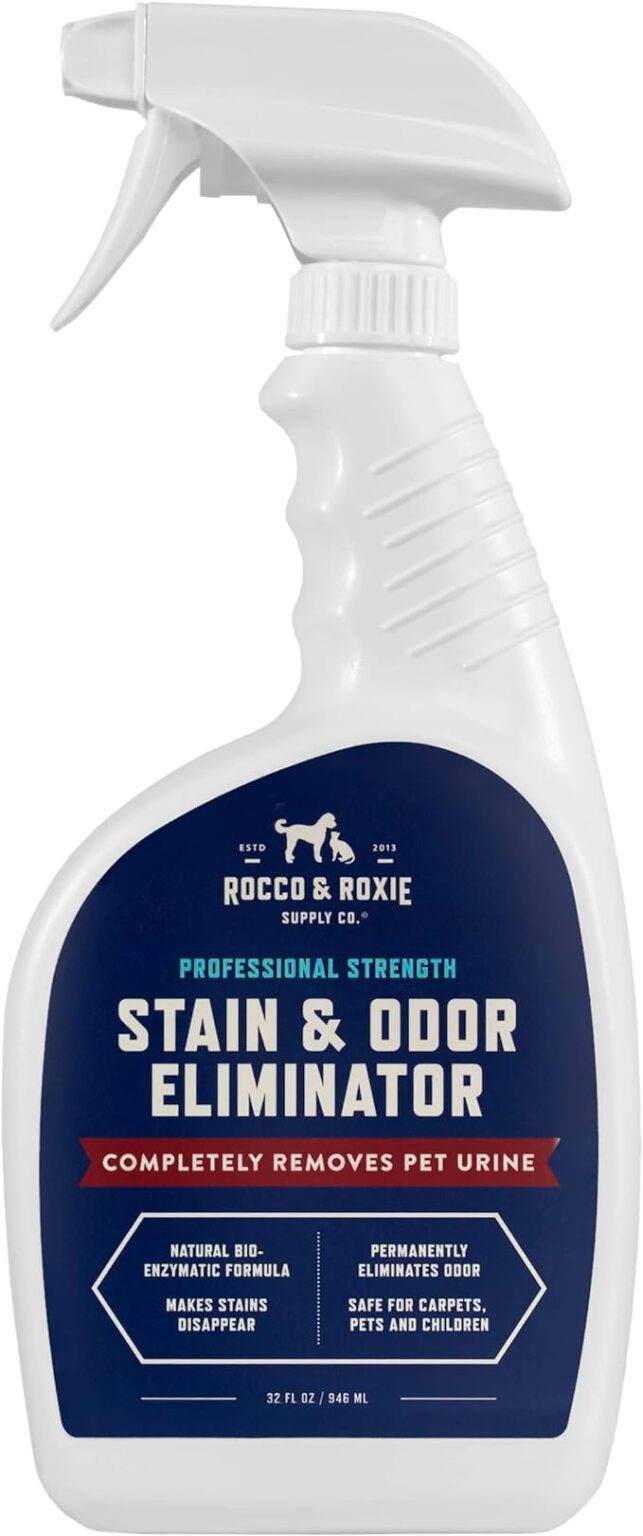 ESTD 2013
ROCCO & ROXIE
SUPPLY CO.®
PROFESSIONAL STRENGTH
STAIN & ODOR
ELIMINATOR
COMPLETELY REMOVES PET URINE
NATURAL BIO-
ENZYMATIC FORMULA
MAKES STAINS
DISAPPEAR
PERMANENTLY
ELIMINATES ODOR
SAFE FOR CARPETS,
PETS AND CHILDREN
32 FL OZ / 946 ML